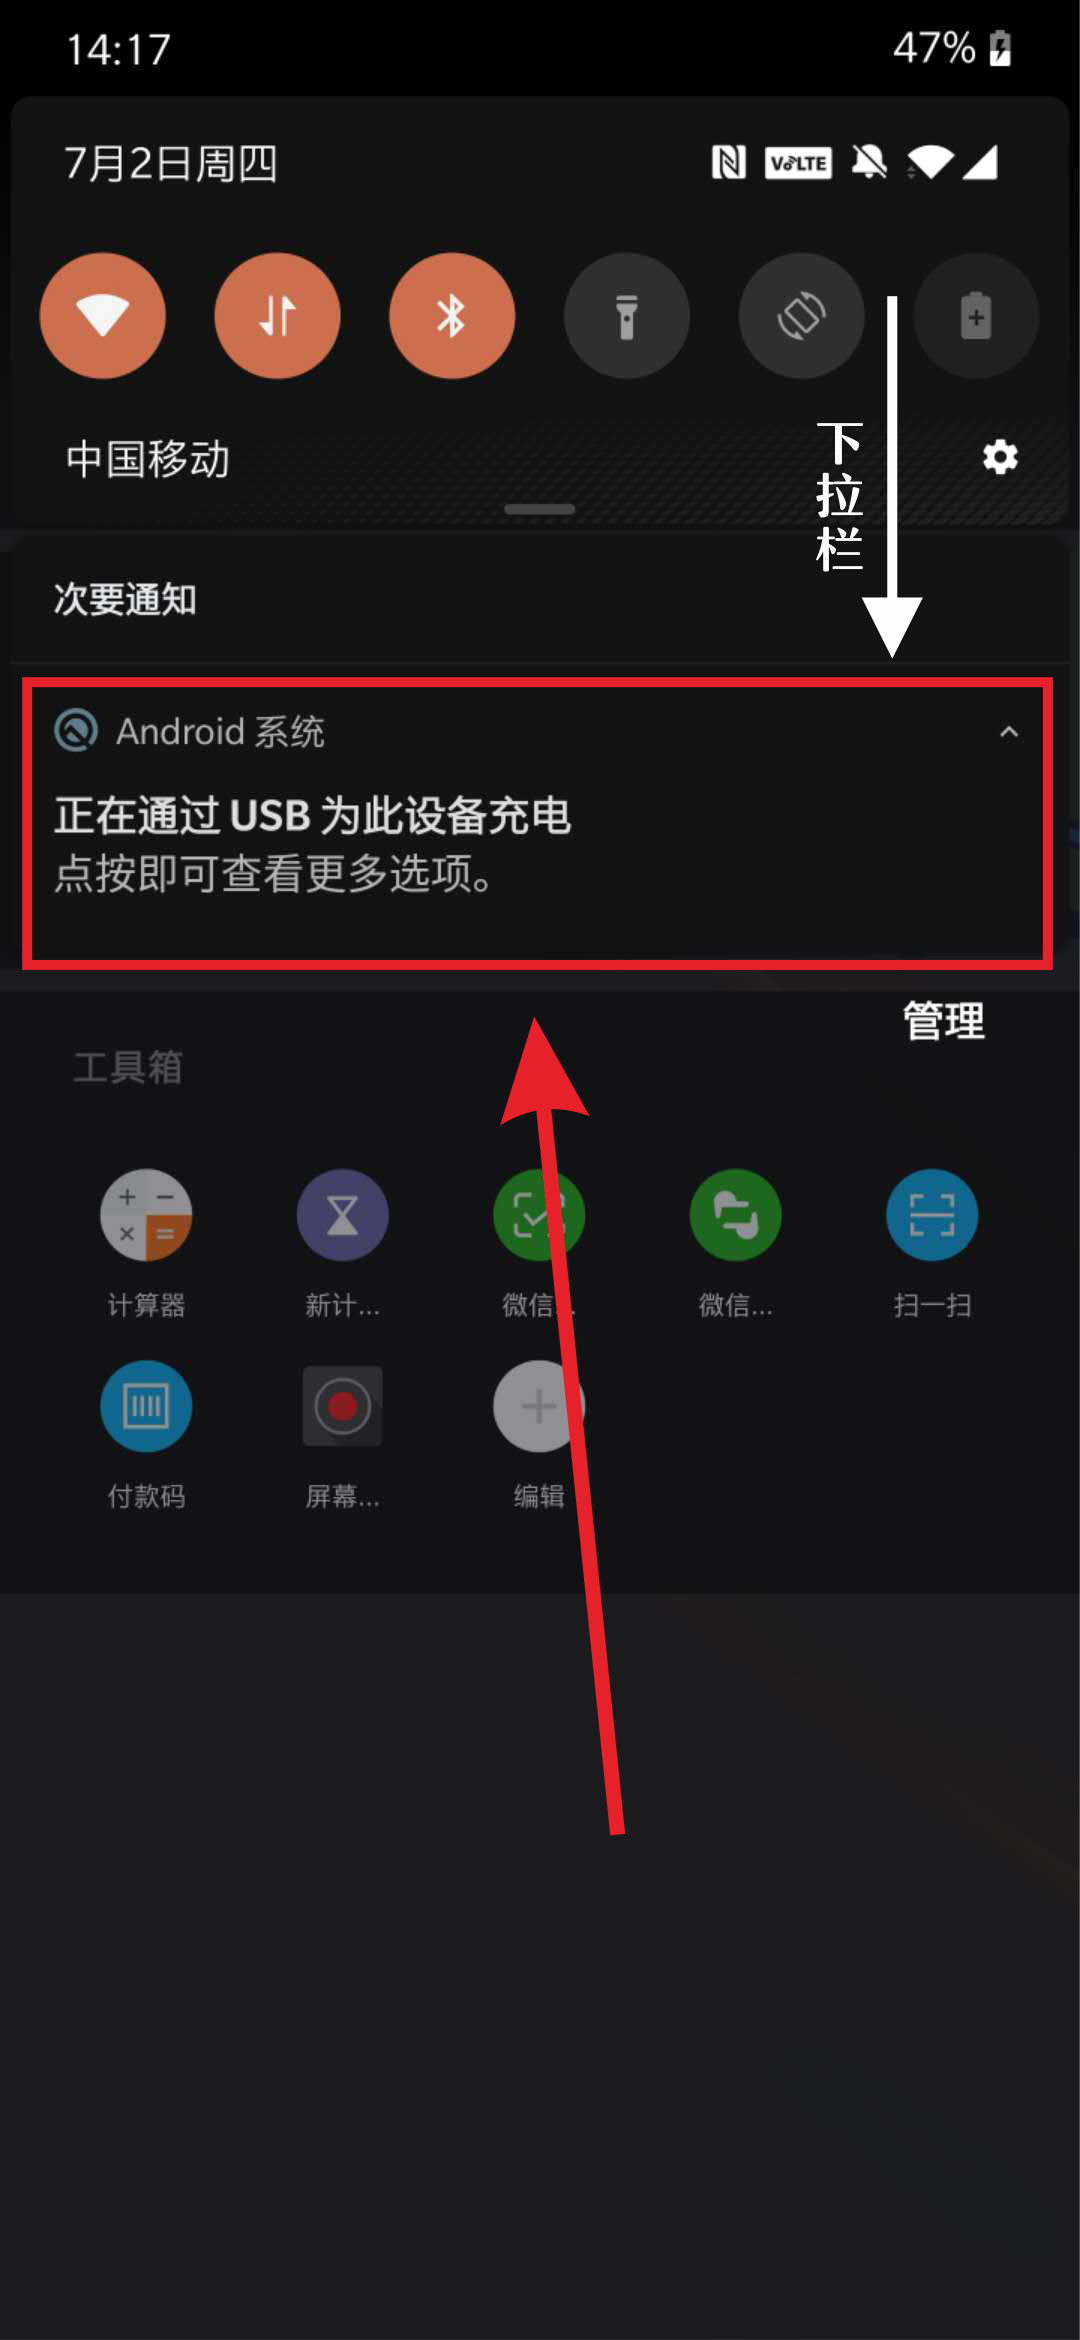 14:17
47%
7月2日周四
VoLTE
中国移动
下拉栏
次要通知
Android 系统
正在通过 USB 为此设备充电
点按即可查看更多选项。
管理
工具箱
计算器
新计...
微信...
微信...
扫一扫
付款码
屏幕...
编辑